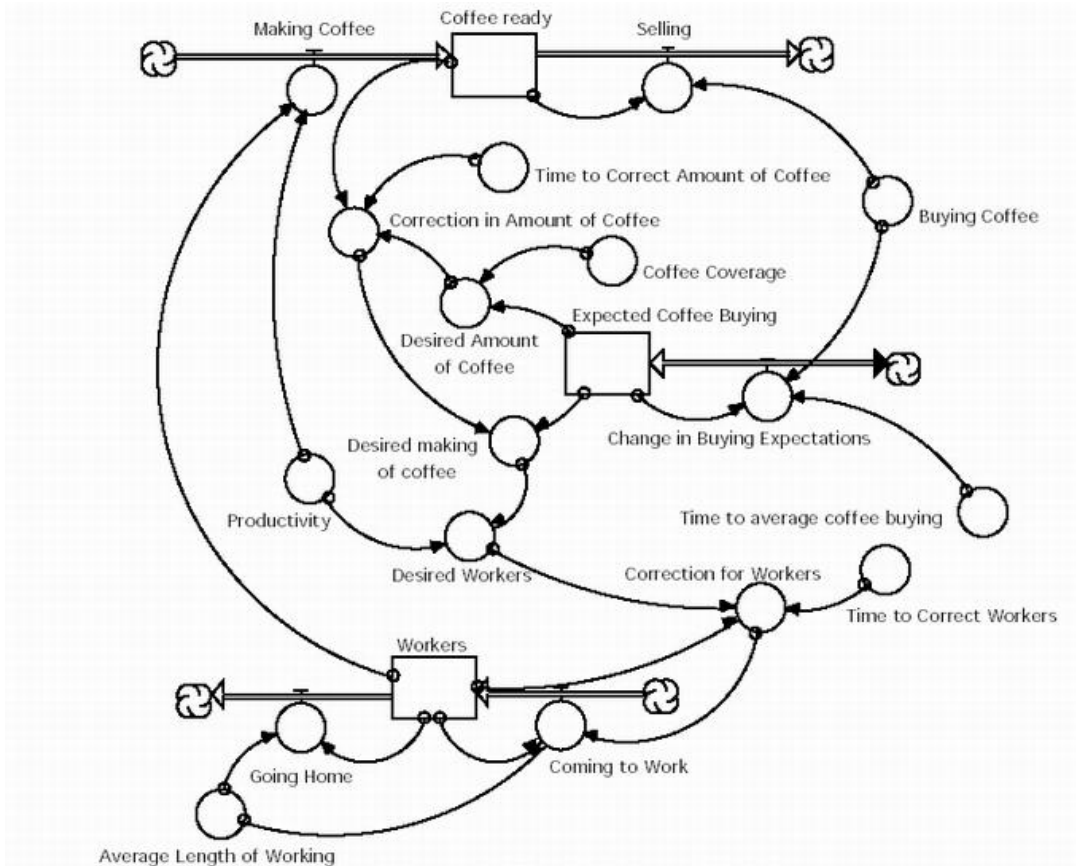 Coffee ready
Making Coffee
Selling
Time to Correct Amount of Coffee
Correction in Amount of Coffee
Buying Coffee
Coffee Coverage
Expected Coffee Buying
Desired Amount
of Coffee
Desired making
of coffee
Change in Buying Expectations
Productivity
Time to average coffee buying
Desired Workers
Correction for Workers
Time to Correct Workers
Workers
Going Home
Coming to Work
Average Length of Working